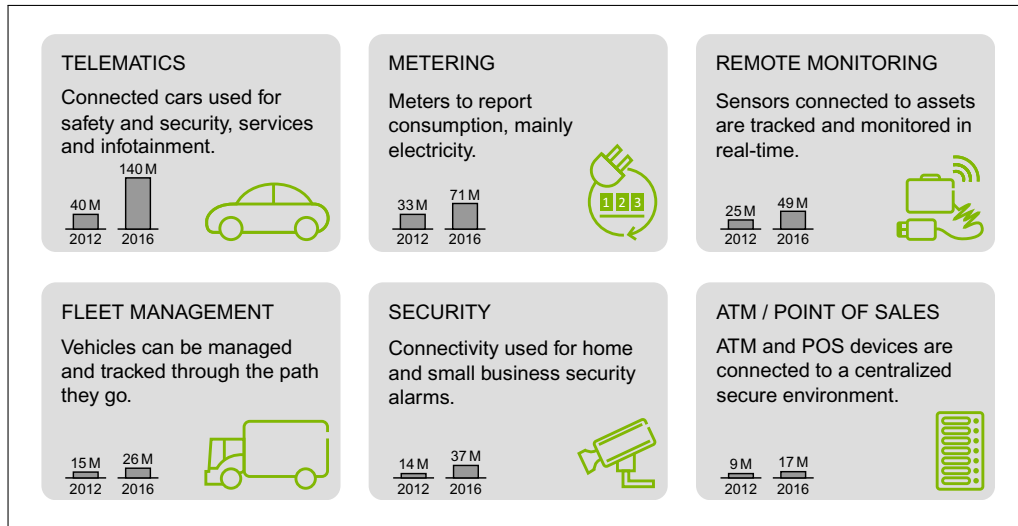 TELEMATICS
Connected cars used for
safety and security, services
and infotainment.
40 M
140 M
2012
2016
METERING
Meters to report
consumption, mainly
electricity.
33 M
71 M
2012
2016
1 2 3
REMOTE MONITORING
Sensors connected to assets
are tracked and monitored in
real-time.
25 M
49 M
2012
2016
FLEET MANAGEMENT
Vehicles can be managed
and tracked through the path
they go.
15 M
26 M
2012
2016
SECURITY
Connectivity used for home
and small business security
alarms.
14 M
37 M
2012
2016
ATM / POINT OF SALES
ATM and POS devices are
connected to a centralized
secure environment.
9 M
17 M
2012
2016